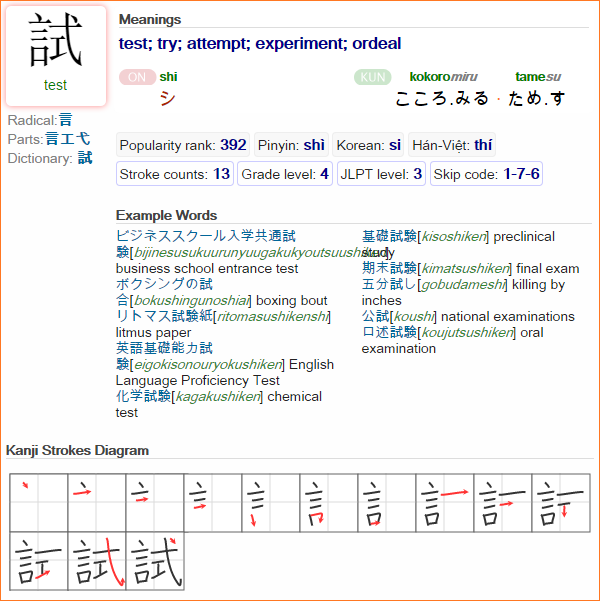 試
test
Radical:言
Parts:言工弋
Dictionary: 試
Meanings
test; try; attempt; experiment; ordeal
ON shi
シ
KUN kokoromiru tamesu
こころ.みる・ため.す
Popularity rank: 392 Pinyin: shì Korean: si Hán-Việt: thí
Stroke counts: 13 Grade level: 4 JLPT level: 3 Skip code: 1-7-6
Example Words
ビジネススクール入学共通試
験[bijinesusukuurunyuugakukyoutsuushiken]
business school entrance test
ボクシングの試
合[bokushingunoshiai] boxing bout
リトマス試験紙[ritomasushikenshi]
litmus paper
英語基礎能力試
験[eigokisonouryokushiken] English
Language Proficiency Test
化学試験[kagakushiken] chemical
test
基礎試験[kisoshiken] preclinical
study
期末試験[kimatsushiken] final exam
五分試し[gobudameshi] killing by
inches
公試[koushi] national examinations
口述試験[koujutsushiken] oral
examination
Kanji Strokes Diagram